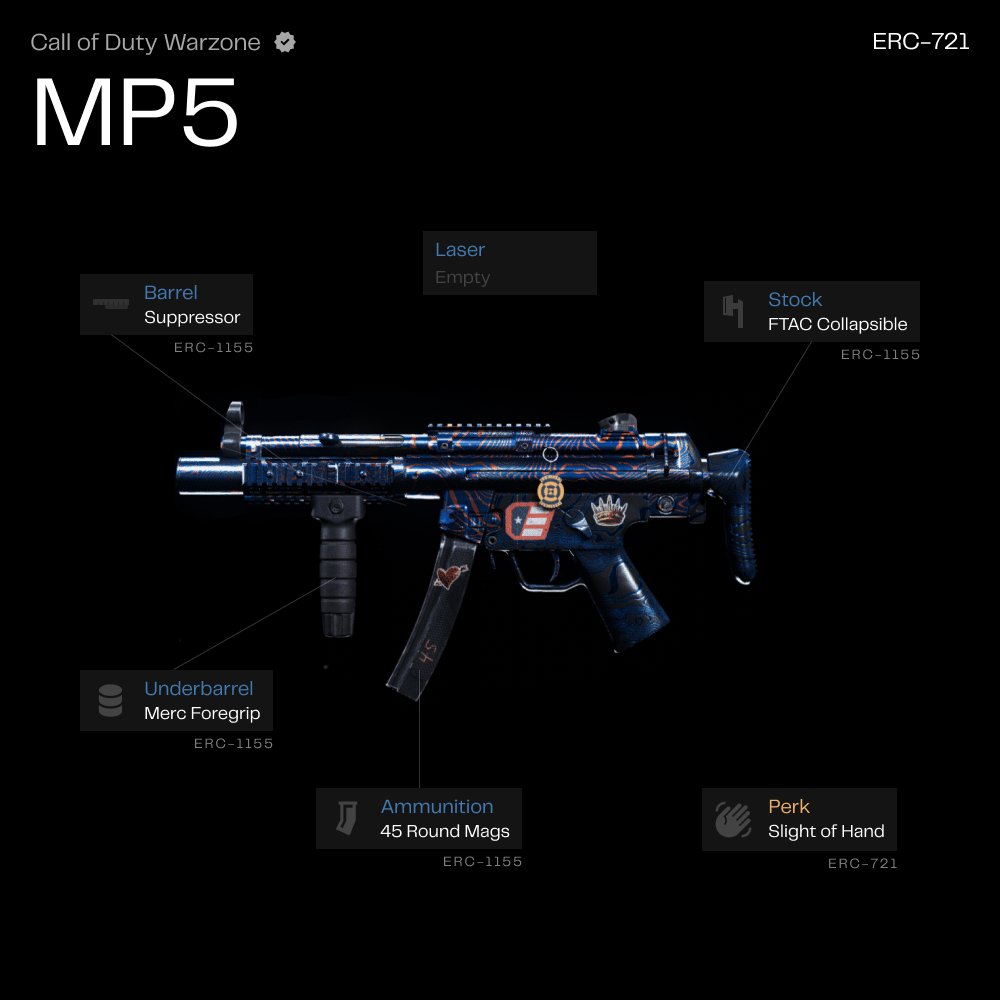 Call of Duty Warzone
ERC-721
MP5
Laser
Empty
Barrel
Suppressor
ERC-1155
Stock
FTAC Collapsible
ERC-1155
45
Underbarrel
Merc Foregrip
ERC-1155
Ammunition
45 Round Mags
ERC-1155
Perk
Slight of Hand
ERC-721